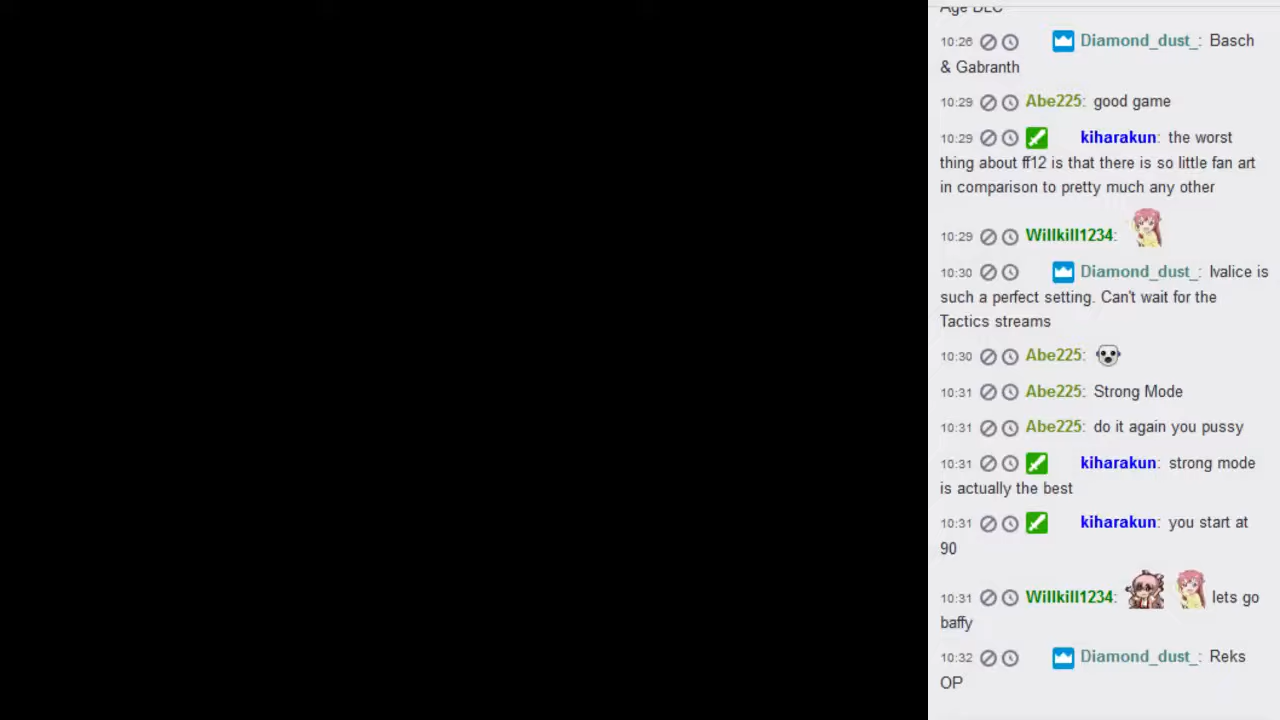 Age DLC
10:26 Diamond_dust_: Basch
& Gabranth
10:29 Abe225: good game
10:29 kiharakun: the worst
thing about ff12 is that there is so little fan art
in comparison to pretty much any other
10:29 Willkill1234:
10:30 Diamond_dust_: Ivalice is
such a perfect setting. Can't wait for the
Tactics streams
10:30 Abe225:
10:31 Abe225: Strong Mode
10:31 Abe225: do it again you pussy
10:31 kiharakun: strong mode
is actually the best
10:31 kiharakun: you start at
90
10:31 Willkill1234: lets go
baffy
10:32 Diamond_dust_: Reks
OP